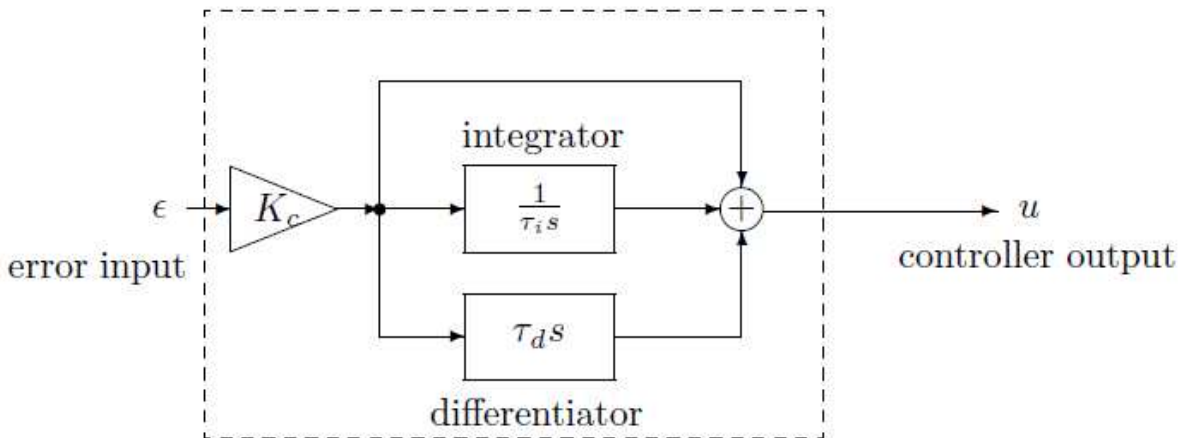 integrator
ϵ
K_c
1/τ_i s
+
u
error input
controller output
τ_d s
differentiator